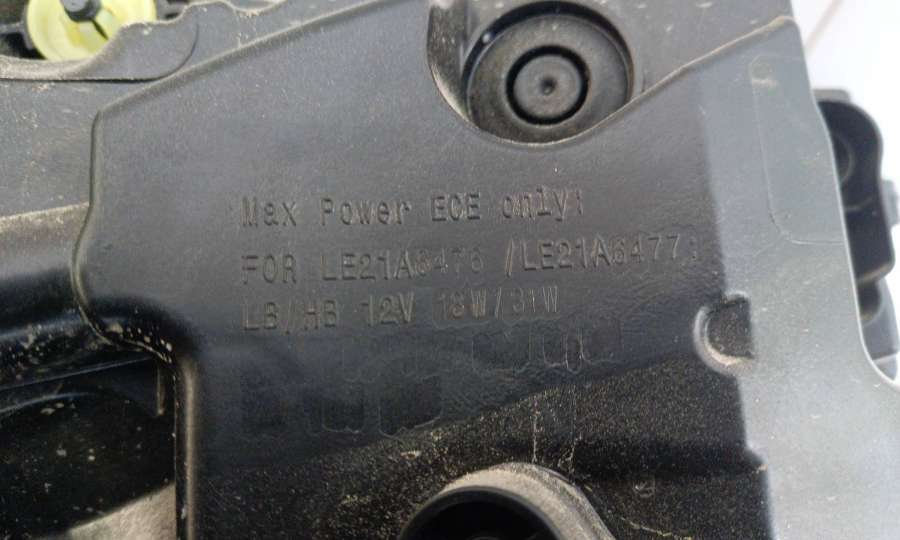 Max Power ECE only:
FOR LE21A6476 /LE21A6477:
LB/HB 12V 18W/31W